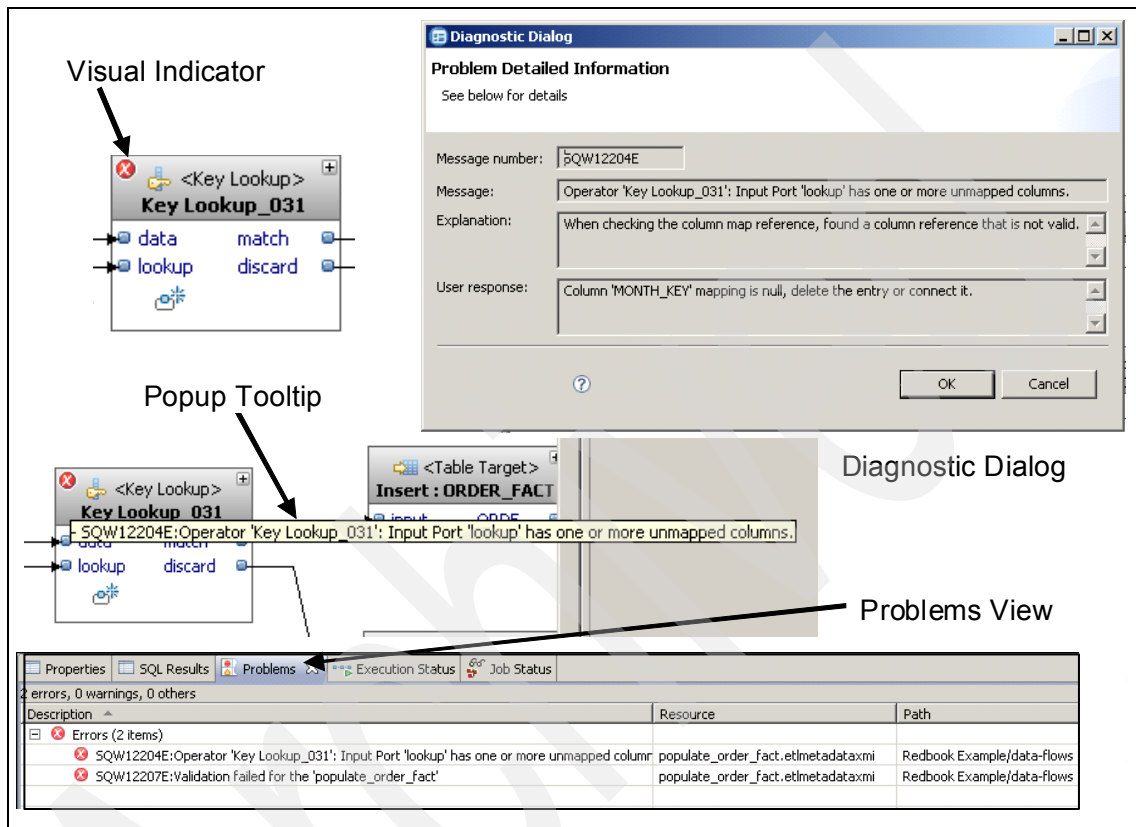 Visual Indicator
<Key Lookup>
Key Lookup_031
data match
lookup discard
Diagnostic Dialog
Problem Detailed Information
See below for details
Message number: SQW12204E
Message: Operator 'Key Lookup_031': Input Port 'lookup' has one or more unmapped columns.
Explanation: When checking the column map reference, found a column reference that is not valid.
User response: Column 'MONTH_KEY' mapping is null, delete the entry or connect it.
OK Cancel
Diagnostic Dialog
Popup Tooltip
<Key Lookup>
Key Lookup_031
<Table Target>
Insert : ORDER_FACT
input ORDE
- SQW12204E:Operator 'Key Lookup_031': Input Port 'lookup' has one or more unmapped columns.
data match
lookup discard
Problems View
Properties SQL Results Problems Execution Status Job Status
2 errors, 0 warnings, 0 others
Description Resource Path
Errors (2 items)
SQW12204E:Operator 'Key Lookup_031': Input Port 'lookup' has one or more unmapped column populate_order_fact.etlmetadataxmi Redbook Example/data-flows
SQW12207E:Validation failed for the 'populate_order_fact' populate_order_fact.etlmetadataxmi Redbook Example/data-flows